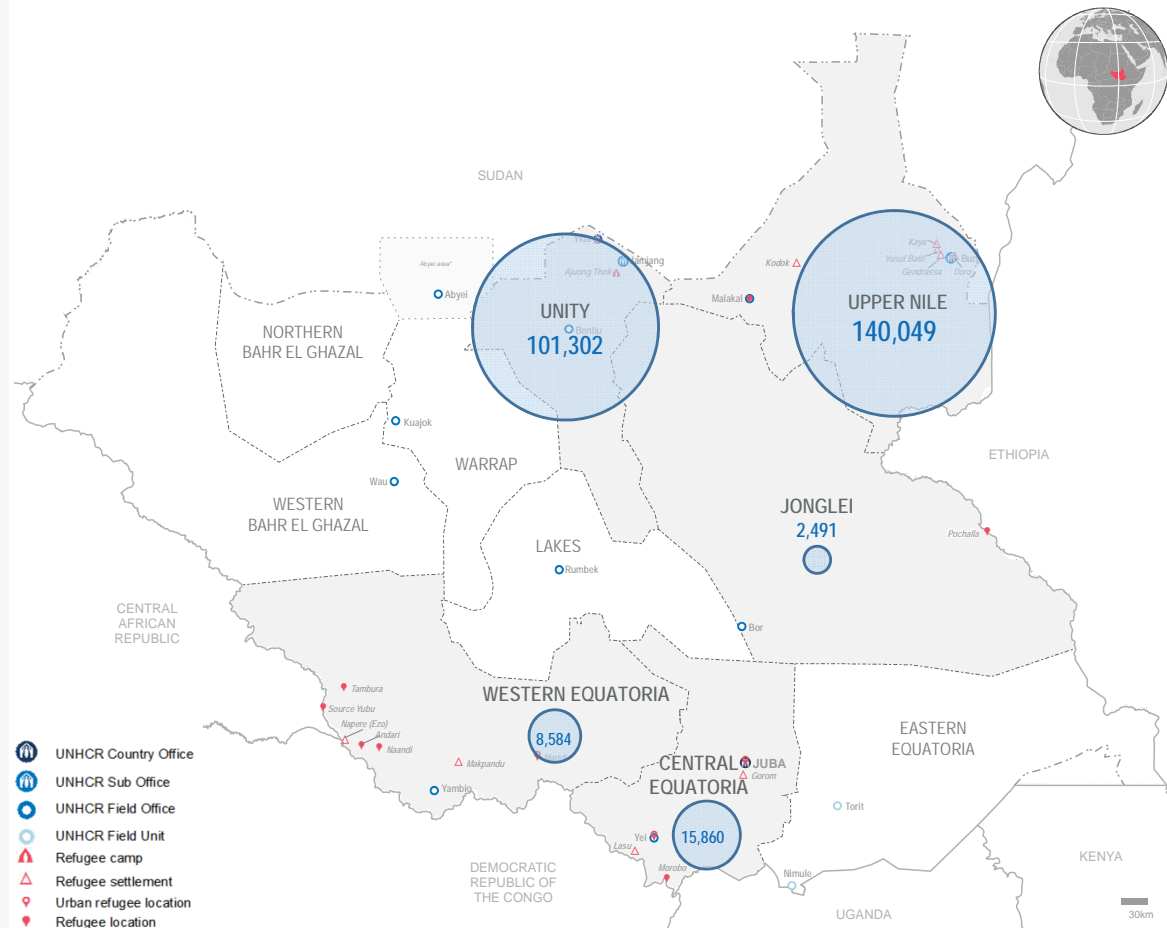 SUDAN
Abyei area*
Abyei
Yida
Jamjang
Ajuong Thok
UNITY
Bentiu
101,302
Kodok
Malakal
Kaya
Yusuf Batil
Gendrassa
Doro
Bunj
UPPER NILE
140,049
NORTHERN
BAHR EL GHAZAL
Kuajok
WARRAP
Wau
WESTERN
BAHR EL GHAZAL
ETHIOPIA
JONGLEI
2,491
Pochalla
LAKES
Rumbek
Bor
CENTRAL
AFRICAN
REPUBLIC
Tambura
Source Yubu
Napere (Ezo)
Andari
Naandi
Makpandu
Yambio
WESTERN EQUATORIA
8,584
CENTRAL
EQUATORIA
JUBA
Gorom
15,860
Yei
Lasu
Morobo
EASTERN
EQUATORIA
Torit
Nimule
KENYA
UGANDA
DEMOCRATIC
REPUBLIC OF
THE CONGO
30km
UNHCR Country Office
UNHCR Sub Office
UNHCR Field Office
UNHCR Field Unit
Refugee camp
Refugee settlement
Urban refugee location
Refugee location